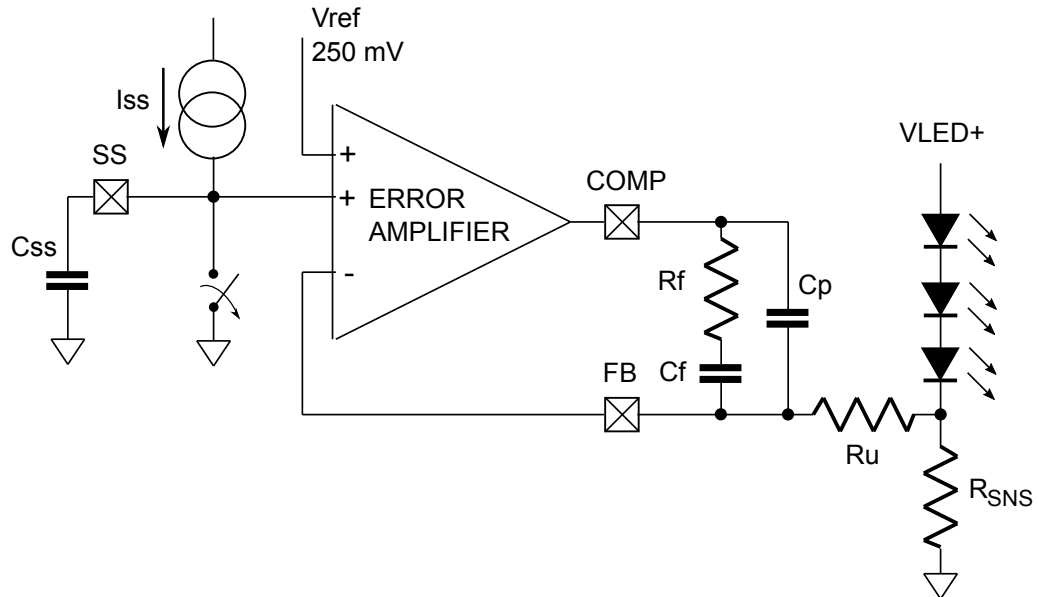 Vref
250 mV
Iss
SS
Css
+
+
-
ERROR
AMPLIFIER
COMP
VLED+
Rf
Cp
Cf
FB
Ru
RSNS